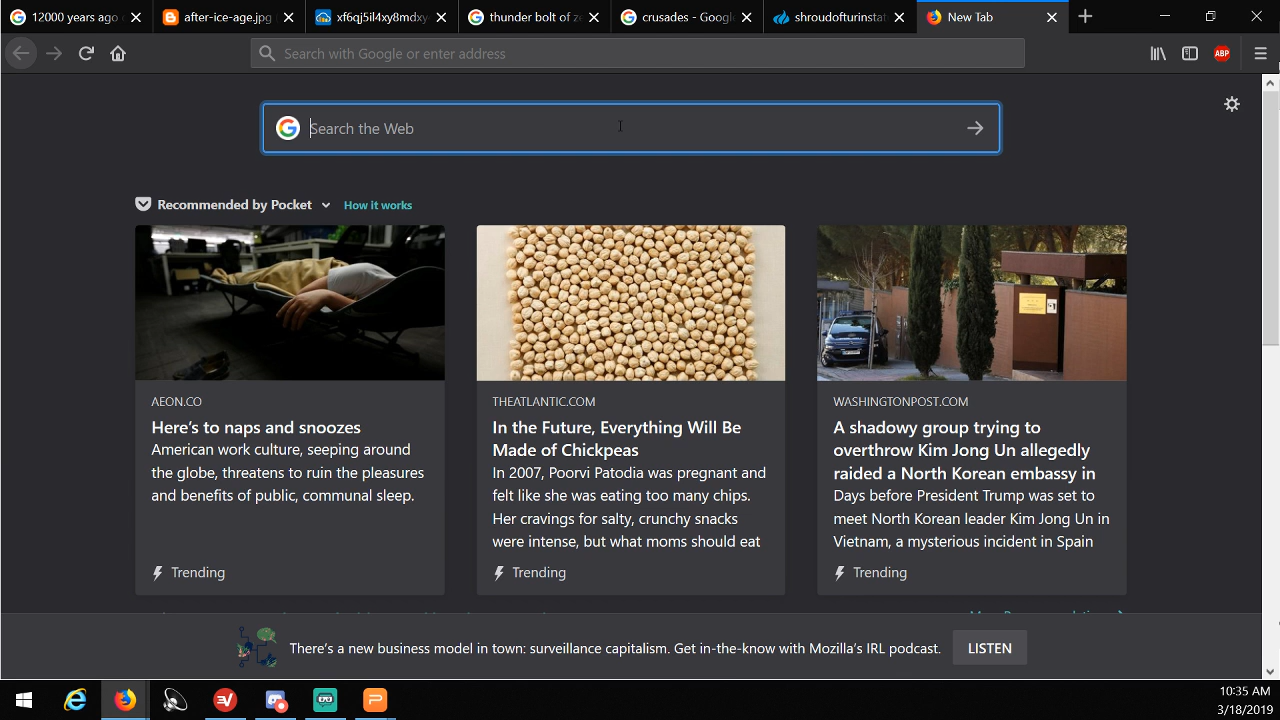 12000 years ago
after-ice-age.jpg
xf6qj5il4xy8mdxy
thunder bolt of z
crusades - Google
shroudofturinstat
New Tab
Search with Google or enter address
ABP
Search the Web
Recommended by Pocket
How it works
AEON.CO
Here's to naps and snoozes
American work culture, seeping around
the globe, threatens to ruin the pleasures
and benefits of public, communal sleep.
Trending
THEATLANTIC.COM
In the Future, Everything Will Be
Made of Chickpeas
In 2007, Poorvi Patodia was pregnant and
felt like she was eating too many chips.
Her cravings for salty, crunchy snacks
were intense, but what moms should eat
Trending
WASHINGTONPOST.COM
A shadowy group trying to
overthrow Kim Jong Un allegedly
raided a North Korean embassy in
Days before President Trump was set to
meet North Korean leader Kim Jong Un in
Vietnam, a mysterious incident in Spain
Trending
There's a new business model in town: surveillance capitalism. Get in-the-know with Mozilla's IRL podcast.
LISTEN
10:35 AM
3/18/2019